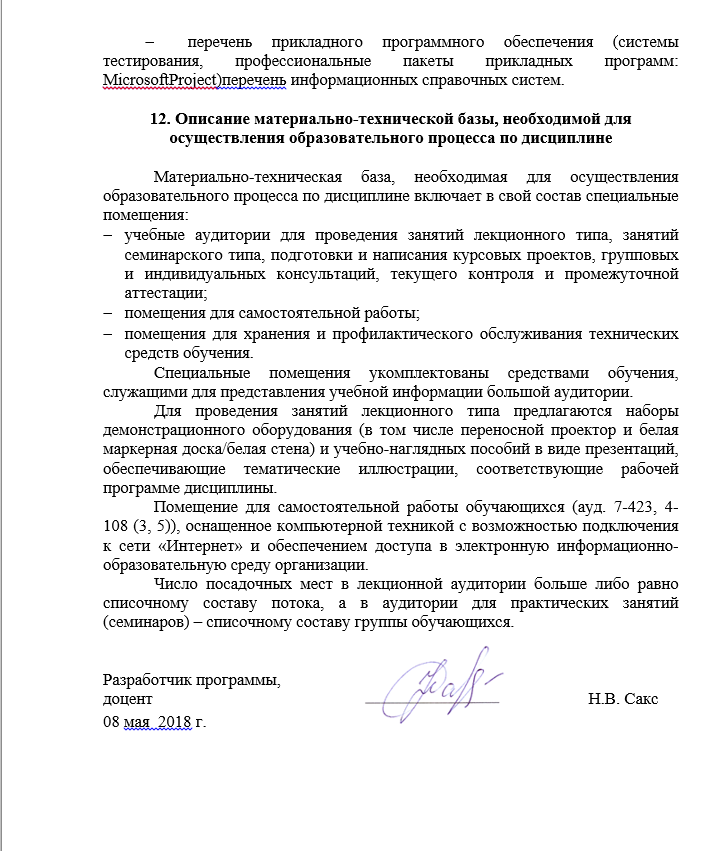 – перечень прикладного программного обеспечения (системы
тестирования, профессиональные пакеты прикладных программ:
MicrosoftProject)перечень информационных справочных систем.
12. Описание материально-технической базы, необходимой для
осуществления образовательного процесса по дисциплине
Материально-техническая база, необходимая для осуществления
образовательного процесса по дисциплине включает в свой состав специальные
помещения:
– учебные аудитории для проведения занятий лекционного типа, занятий
семинарского типа, подготовки и написания курсовых проектов, групповых
и индивидуальных консультаций, текущего контроля и промежуточной
аттестации;
– помещения для самостоятельной работы;
– помещения для хранения и профилактического обслуживания технических
средств обучения.
Специальные помещения укомплектованы средствами обучения,
служащими для представления учебной информации большой аудитории.
Для проведения занятий лекционного типа предлагаются наборы
демонстрационного оборудования (в том числе переносной проектор и белая
маркерная доска/белая стена) и учебно-наглядных пособий в виде презентаций,
обеспечивающие тематические иллюстрации, соответствующие рабочей
программе дисциплины.
Помещение для самостоятельной работы обучающихся (ауд. 7-423, 4-
108 (3, 5)), оснащенное компьютерной техникой с возможностью подключения
к сети «Интернет» и обеспечением доступа в электронную информационно-
образовательную среду организации.
Число посадочных мест в лекционной аудитории больше либо равно
списочному составу потока, а в аудитории для практических занятий
(семинаров) – списочному составу группы обучающихся.
Разработчик программы,
доцент Н.В. Сакс
08 мая 2018 г.